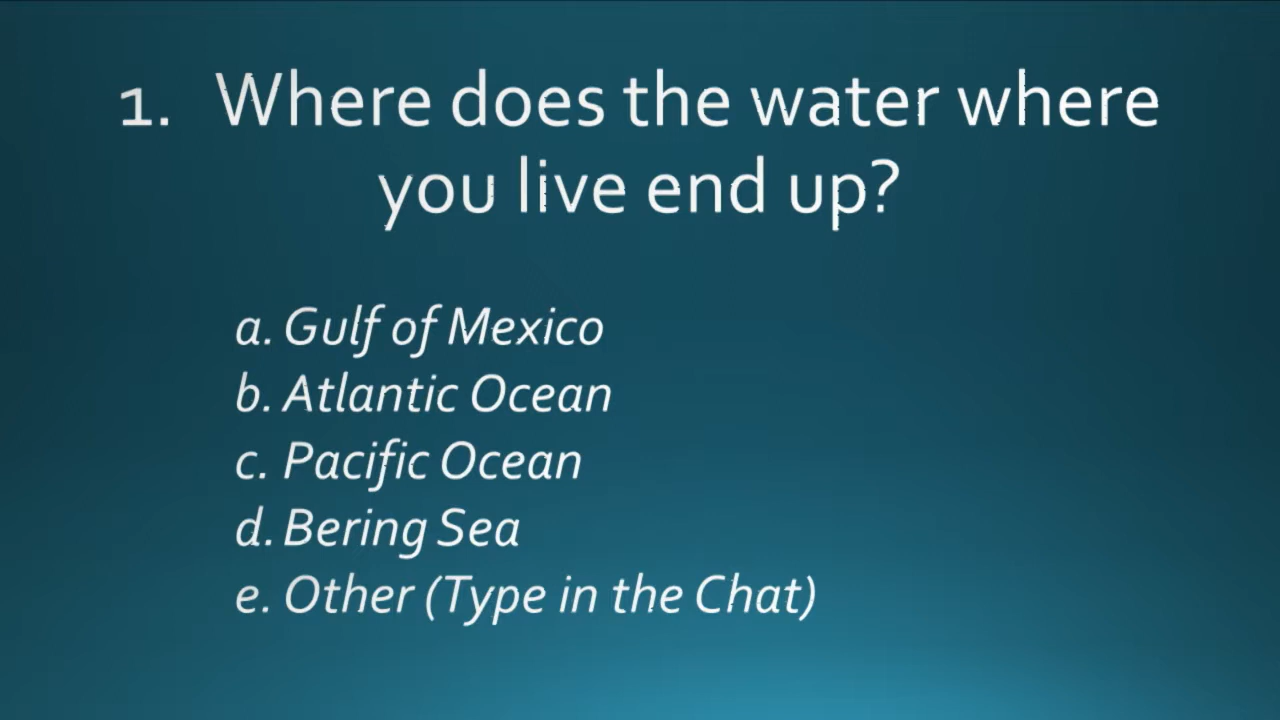 1. Where does the water where
you live end up?
a. Gulf of Mexico
b. Atlantic Ocean
c. Pacific Ocean
d. Bering Sea
e. Other (Type in the Chat)